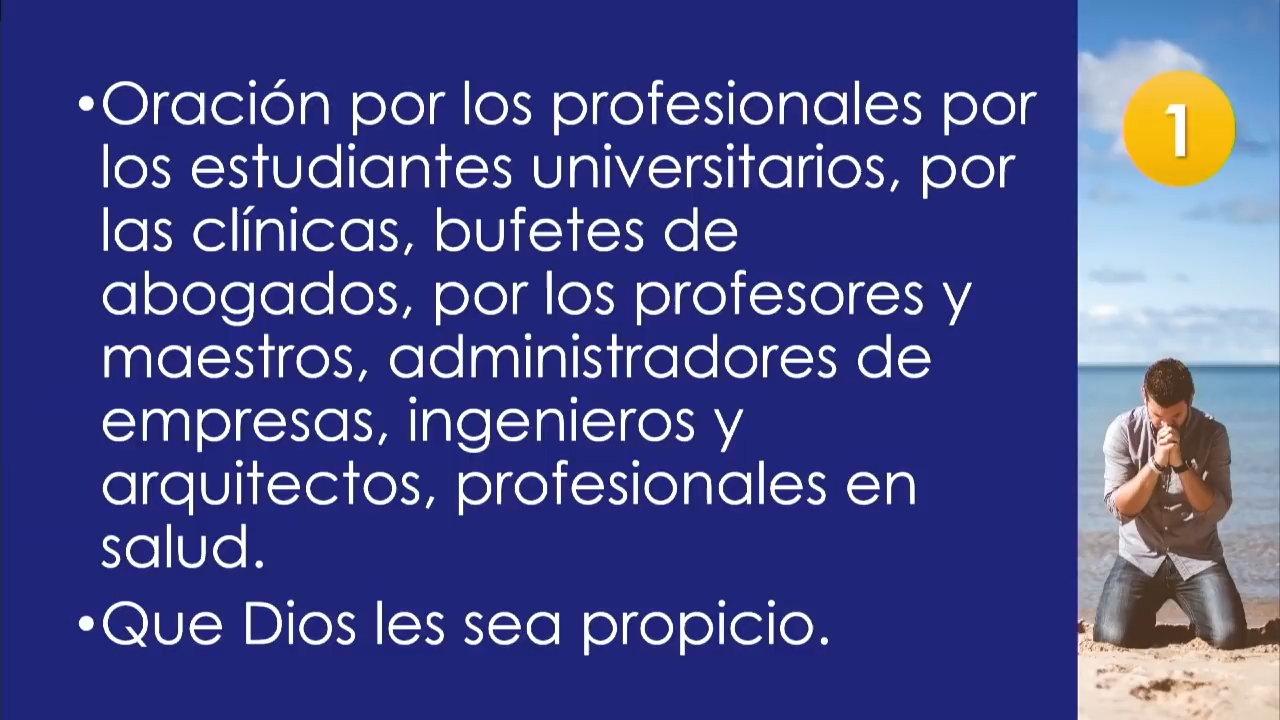 •Oración por los profesionales por
los estudiantes universitarios, por
las clínicas, bufetes de
abogados, por los profesores y
maestros, administradores de
empresas, ingenieros y
arquitectos, profesionales en
salud.
•Que Dios les sea propicio.
1